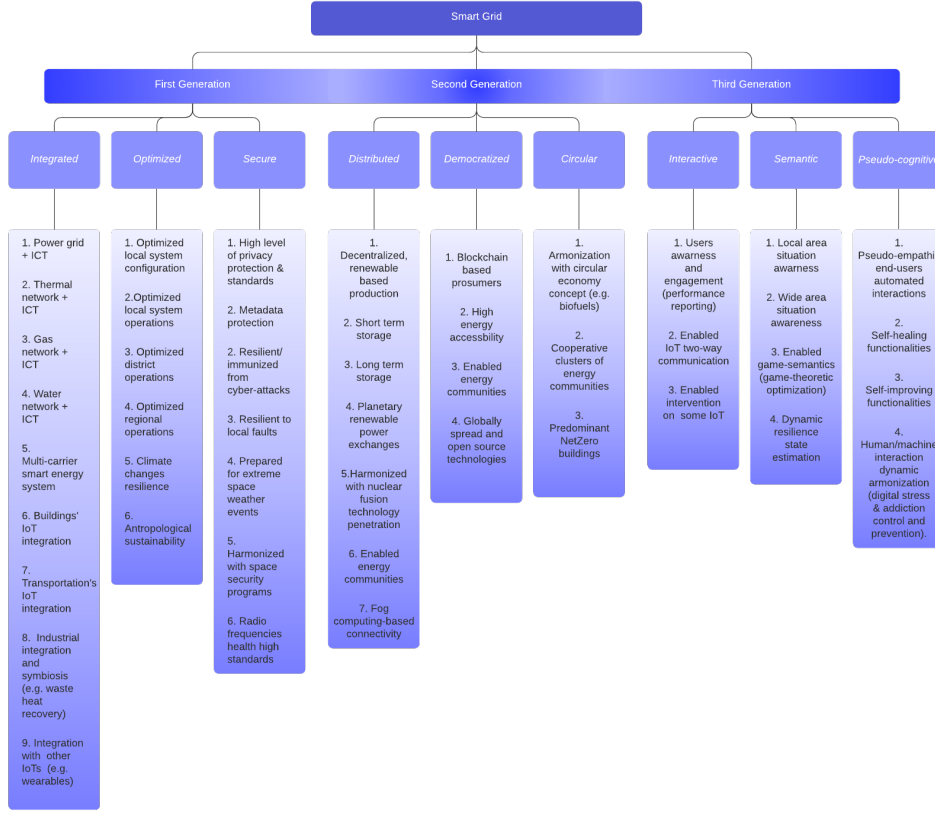 Smart Grid
First Generation
Second Generation
Third Generation
Integrated
Optimized
Secure
Distributed
Democratized
Circular
Interactive
Semantic
Pseudo-cognitive
1. Power grid
+ ICT
2. Thermal
network +
ICT
3. Gas
network +
ICT
4. Water
network +
ICT
5.
Multi-carrier
smart energy
system
6. Buildings'
IoT
integration
7.
Transportation's
IoT
integration
8.  Industrial
integration
and
symbiosis
(e.g. waste
heat
recovery)
9. Integration
with  other
IoTs  (e.g.
wearables)
1. Optimized
local system
configuration
2.Optimized
local system
operations
3. Optimized
district
operations
4. Optimized
regional
operations
5. Climate
changes
resilience
6.
Antropological
sustainability
1. High level
of privacy
protection &
standards
2. Metadata
protection
2. Resilient/
immunized
from
cyber-attacks
3. Resilient to
local faults
4. Prepared
for extreme
space
weather
events
5.
Harmonized
with space
security
programs
6. Radio
frequencies
health high
standards
1.
Decentralized,
renewable
based
production
2. Short term
storage
3. Long term
storage
4. Planetary
renewable
power
exchanges
5.Harmonized
with nuclear
fusion
technology
penetration
6. Enabled
energy
communities
7. Fog
computing-based
connectivity
1. Blockchain
based
prosumers
2. High
energy
accessbility
3. Enabled
energy
communities
4. Globally
spread and
open source
technologies
1.
Armonization
with circular
economy
concept (e.g.
biofuels)
2.
Cooperative
clusters of
energy
communities
3.
Predominant
NetZero
buildings
1. Users
awarness
and
engagement
(performance
reporting)
2. Enabled
IoT two-way
communication
3. Enabled
intervention
on  some IoT
1. Local area
situation
awarness
2. Wide area
situation
awareness
3. Enabled
game-semantics
(game-theoretic
optimization)
4. Dynamic
resilience
state
estimation
1.
Pseudo-empathi
end-users
automated
interactions
2.
Self-healing
functionalities
3.
Self-improving
functionalities
4.
Human/machine
interaction
dynamic
armonization
(digital stress
& addiction
control and
prevention).